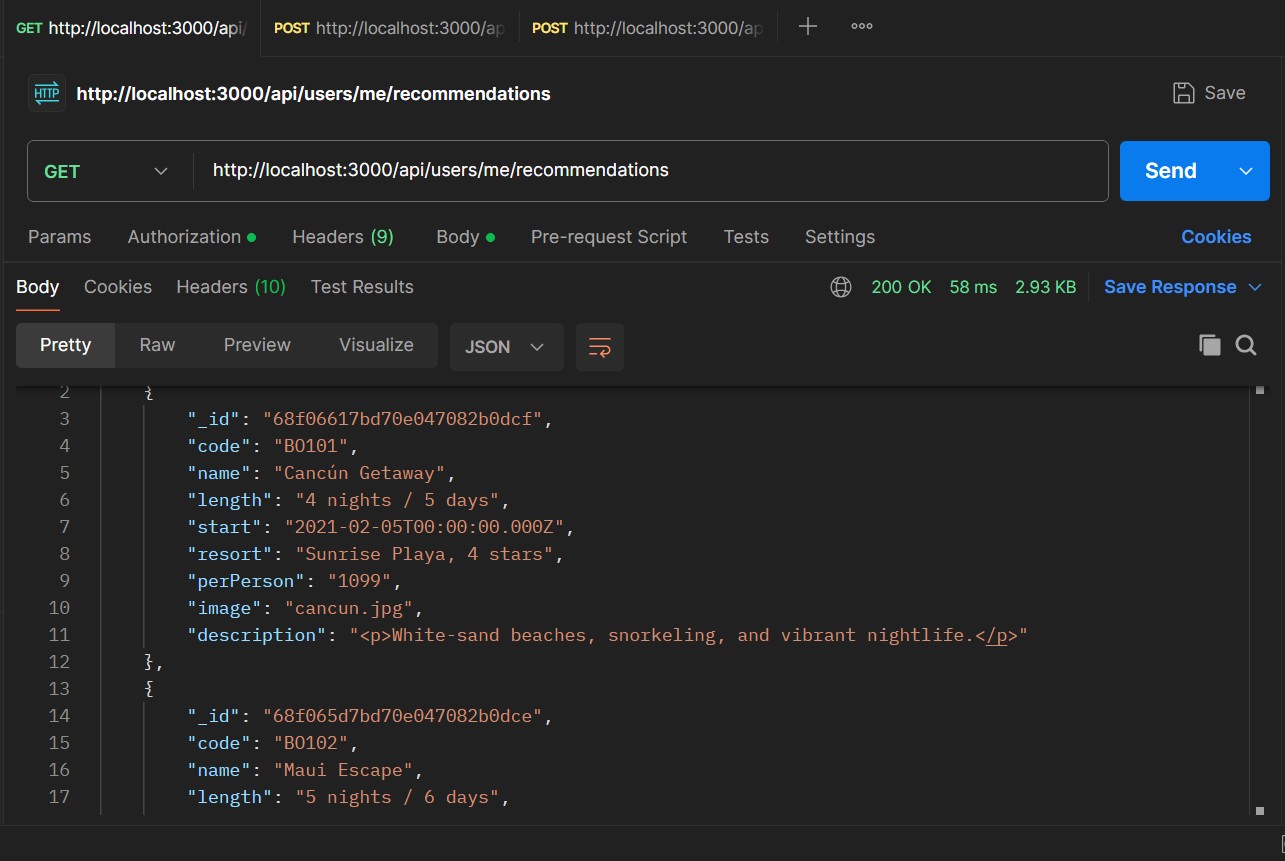 GET http://localhost:3000/api/ POST http://localhost:3000/ap POST http://localhost:3000/ap
HTTP http://localhost:3000/api/users/me/recommendations Save
GET http://localhost:3000/api/users/me/recommendations Send
Params Authorization Headers (9) Body Pre-request Script Tests Settings Cookies
Body Cookies Headers (10) Test Results 200 OK 58 ms 2.93 KB Save Response
Pretty Raw Preview Visualize JSON
2 {
3 "_id": "68f06617bd70e047082b0dcf",
4 "code": "BO101",
5 "name": "Cancún Getaway",
6 "length": "4 nights / 5 days",
7 "start": "2021-02-05T00:00:00.000Z",
8 "resort": "Sunrise Playa, 4 stars",
9 "perPerson": "1099",
10 "image": "cancun.jpg",
11 "description": "<p>White-sand beaches, snorkeling, and vibrant nightlife.</p>"
12 },
13 {
14 "_id": "68f065d7bd70e047082b0dce",
15 "code": "BO102",
16 "name": "Maui Escape",
17 "length": "5 nights / 6 days",